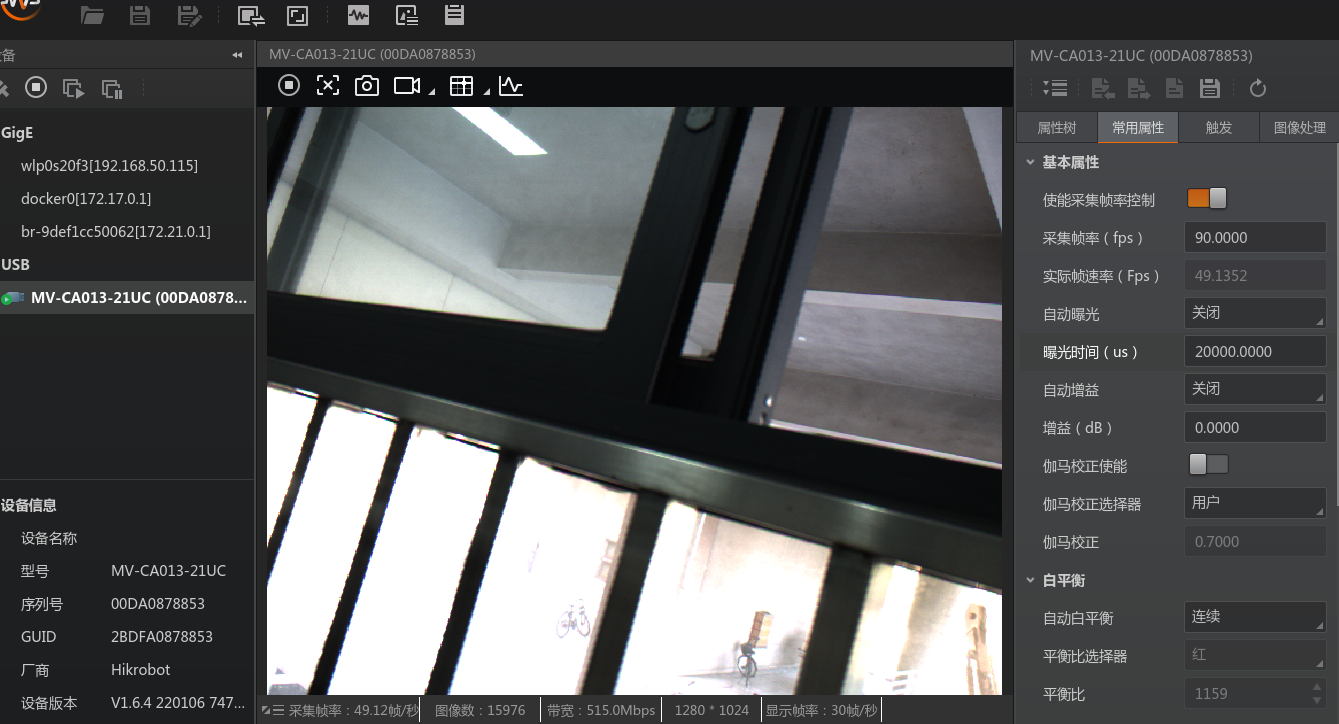 设备
GigE
wlp0s20f3[192.168.50.115]
docker0[172.17.0.1]
br-9def1cc50062[172.21.0.1]
USB
MV-CA013-21UC (00DA0878...
设备信息
设备名称
型号 MV-CA013-21UC
序列号 00DA0878853
GUID 2BDFA0878853
厂商 Hikrobot
设备版本 V1.6.4 220106 747...
MV-CA013-21UC (00DA0878853)
采集帧率：49.12帧/秒 图像数：15976 带宽：515.0Mbps 1280 * 1024 显示帧率：30帧/秒
MV-CA013-21UC (00DA0878853)
属性树 常用属性 触发 图像处理
基本属性
使能采集帧率控制
采集帧率（fps） 90.0000
实际帧速率（Fps） 49.1352
自动曝光 关闭
曝光时间（us） 20000.0000
自动增益 关闭
增益（dB） 0.0000
伽马校正使能
伽马校正选择器 用户
伽马校正 0.7000
白平衡
自动白平衡 连续
平衡比选择器 红
平衡比 1159